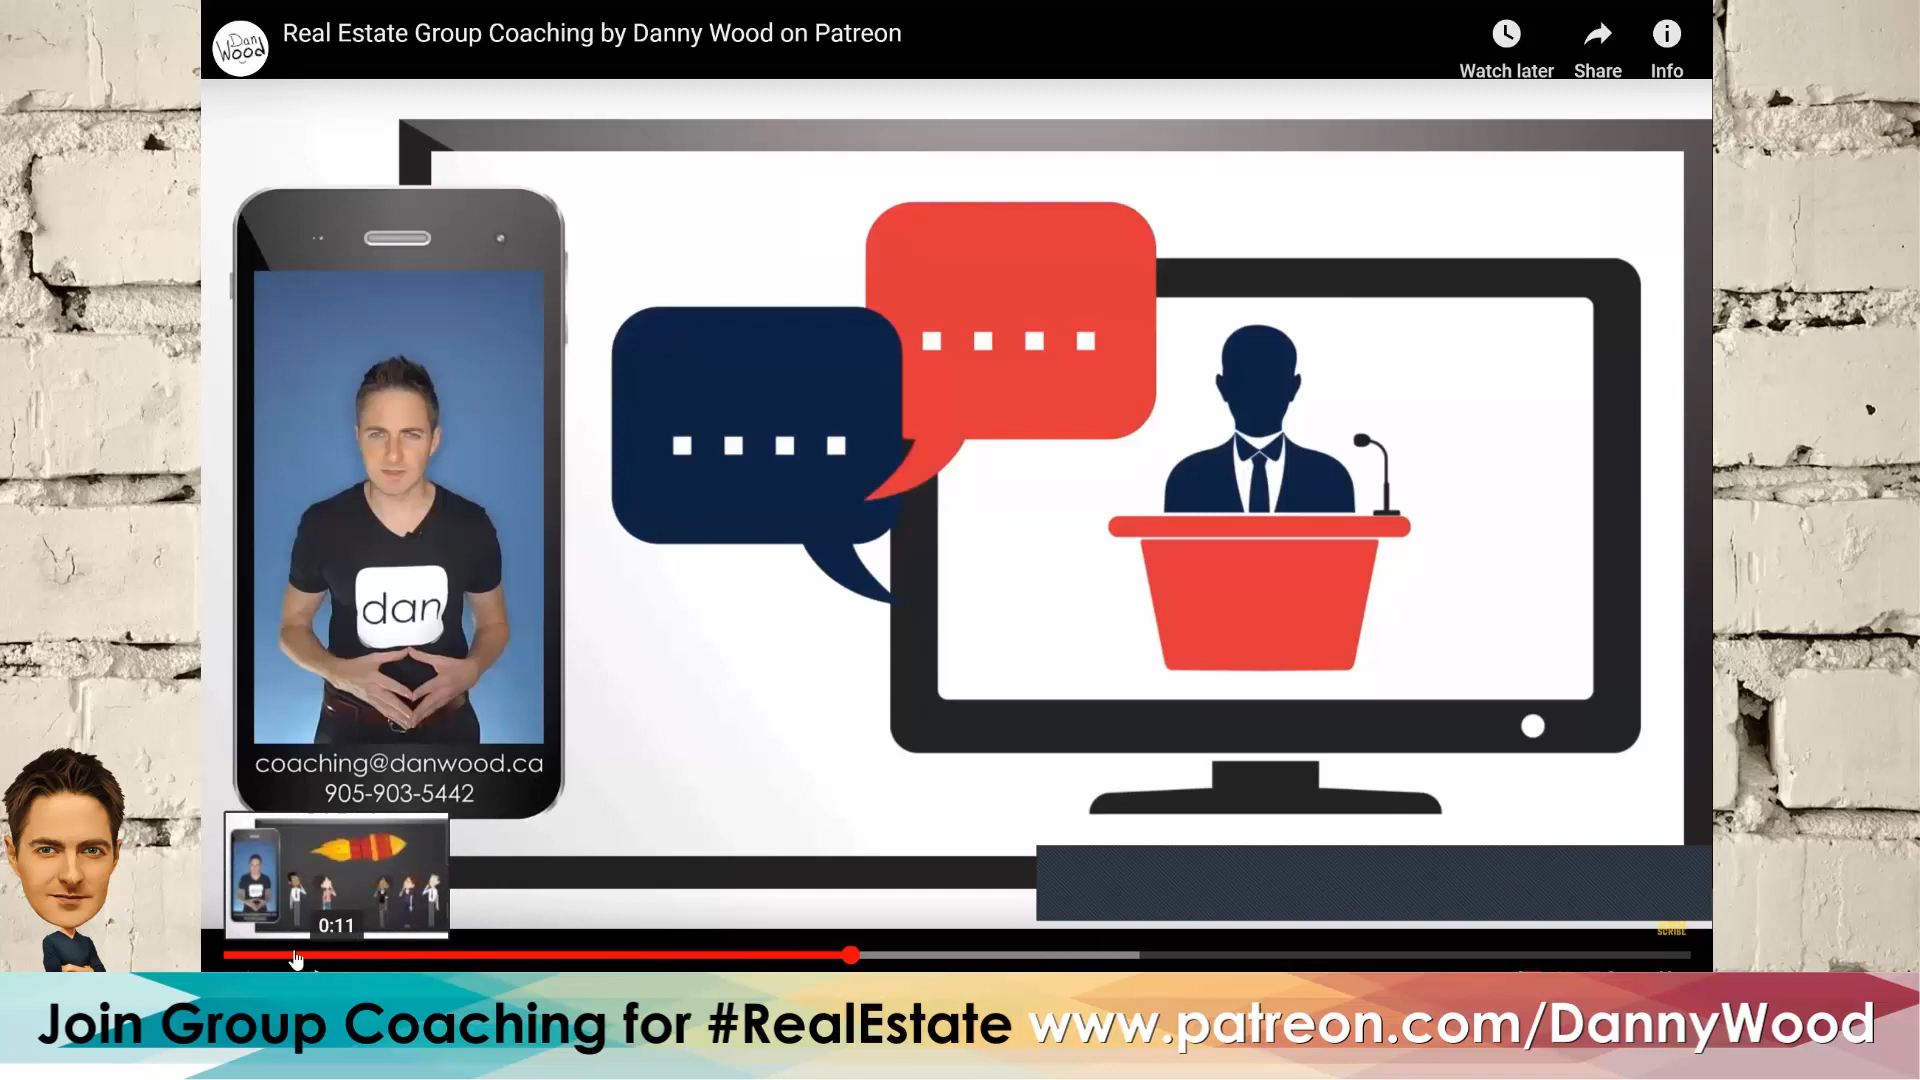 Dan
Wood
Real Estate Group Coaching by Danny Wood on Patreon
Watch later
Share
Info
dan
coaching@danwood.ca
905-903-5442
0:11
SCRIBE
Join Group Coaching for #RealEstate www.patreon.com/DannyWood